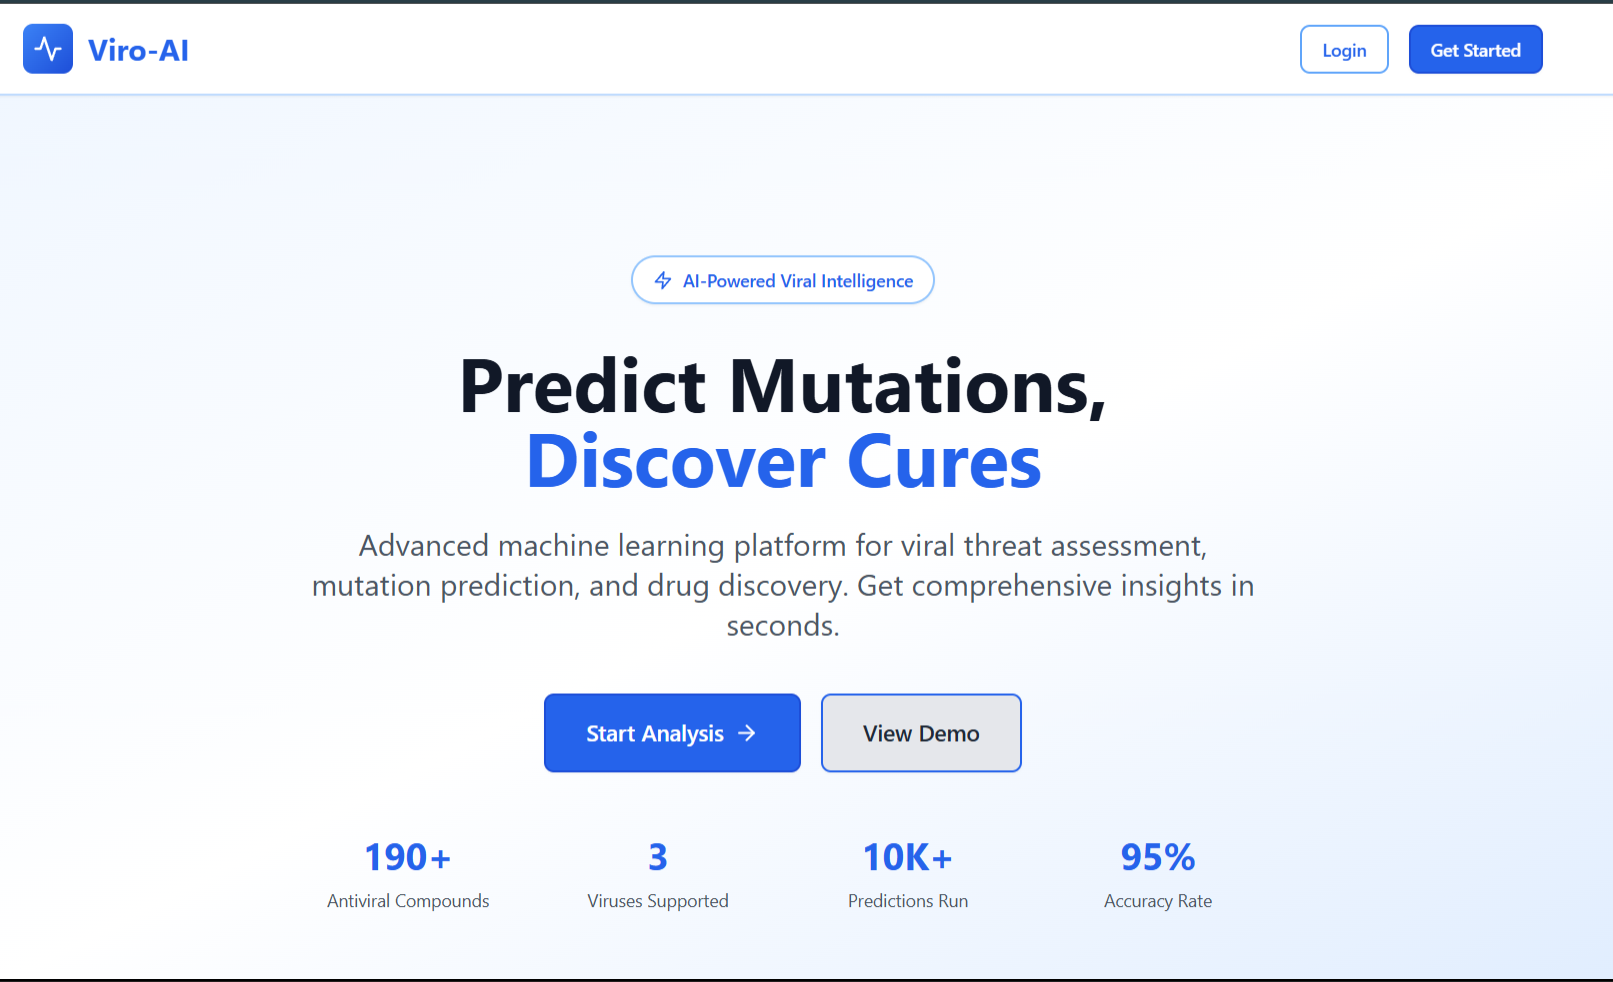 Viro-AI
Login
Get Started
AI-Powered Viral Intelligence
Predict Mutations,
Discover Cures
Advanced machine learning platform for viral threat assessment,
mutation prediction, and drug discovery. Get comprehensive insights in
seconds.
Start Analysis →
View Demo
190+
Antiviral Compounds
3
Viruses Supported
10K+
Predictions Run
95%
Accuracy Rate